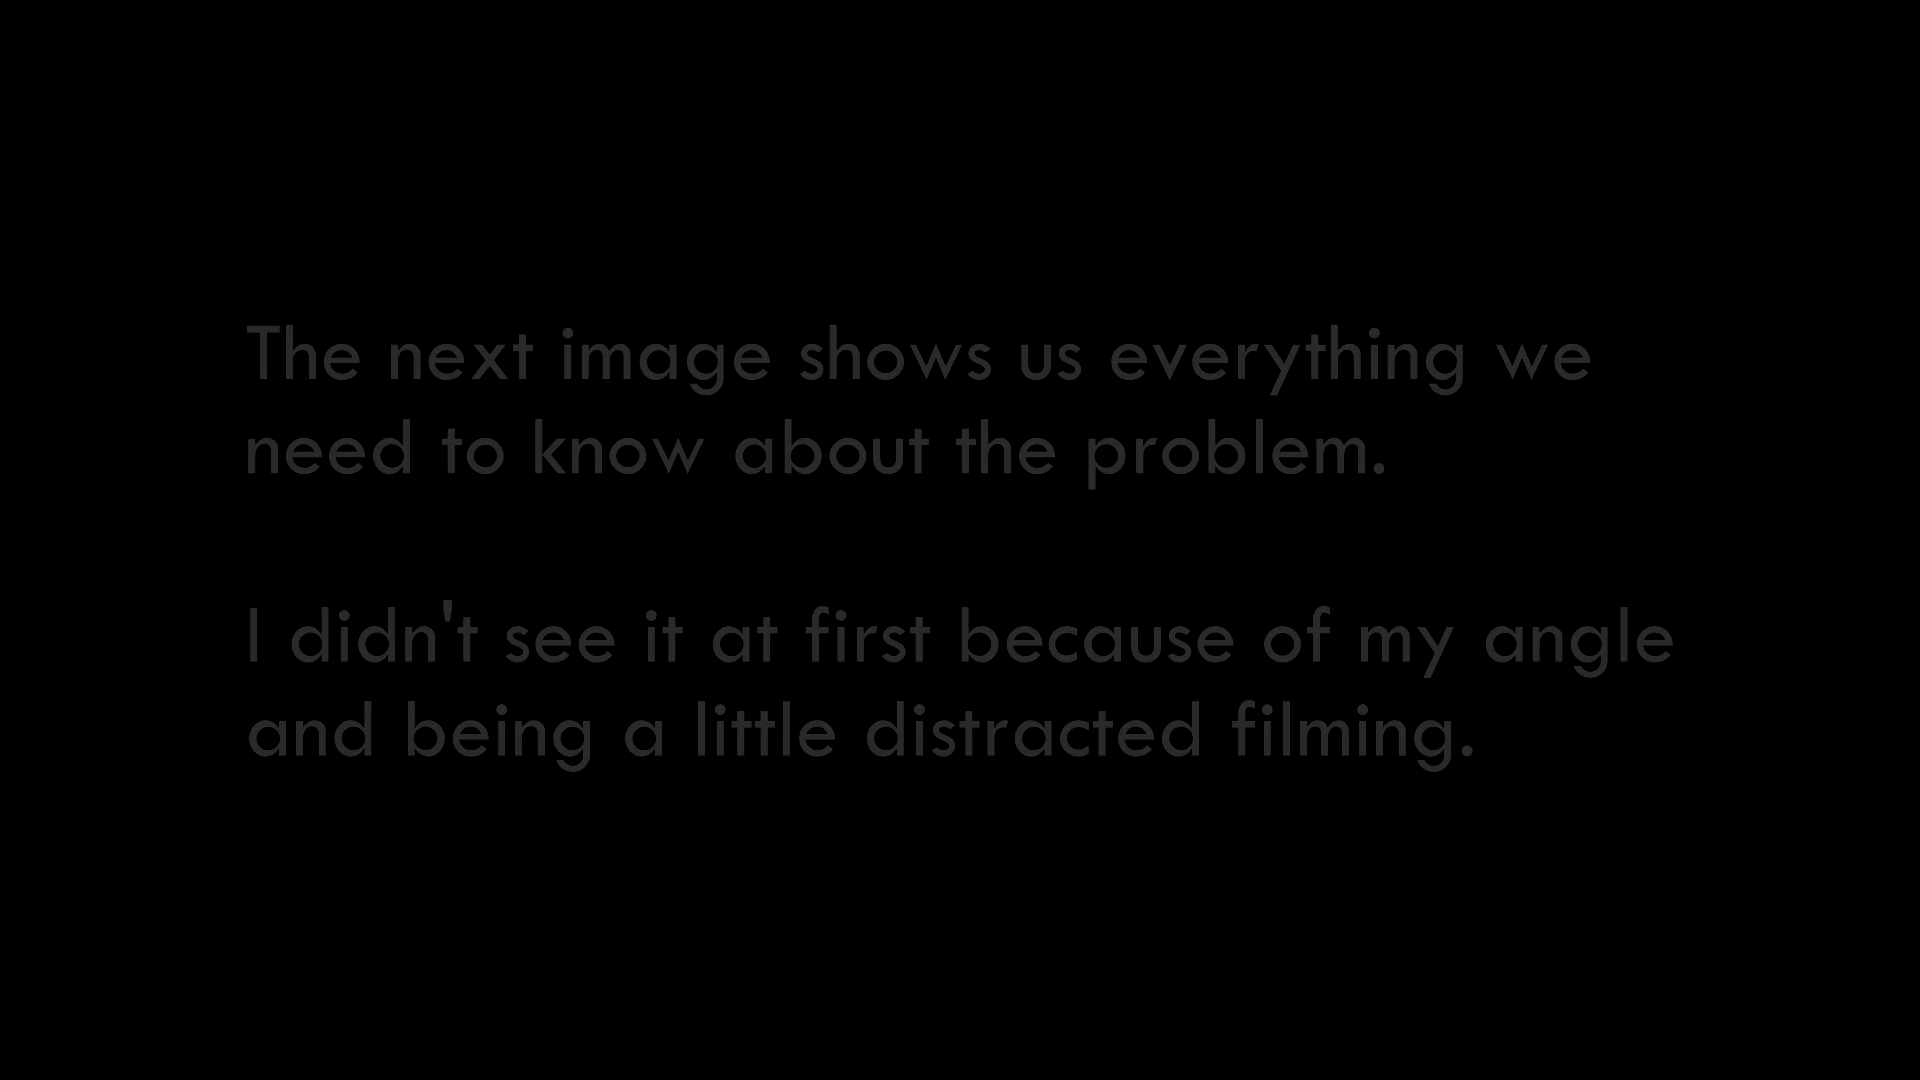 The next image shows us everything we
need to know about the problem.
I didn't see it at first because of my angle
and being a little distracted filming.